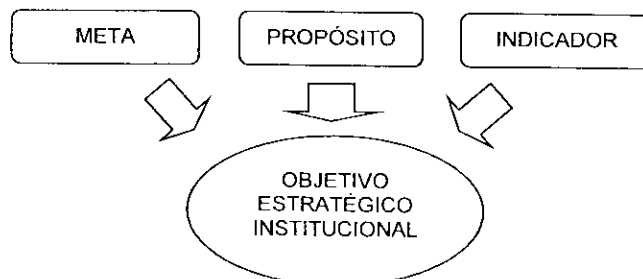 META
PROPÓSITO
INDICADOR
OBJETIVO
ESTRATÉGICO
INSTITUCIONAL